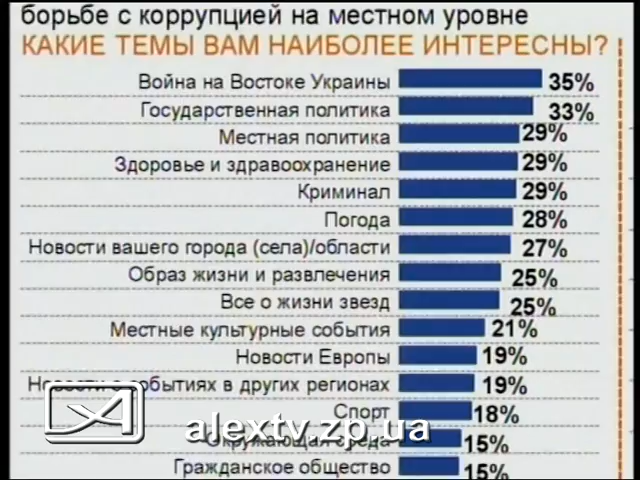 борьбе с коррупцией на местном уровне
КАКИЕ ТЕМЫ ВАМ НАИБОЛЕЕ ИНТЕРЕСНЫ?
Война на Востоке Украины 35%
Государственная политика 33%
Местная политика 29%
Здоровье и здравоохранение 29%
Криминал 29%
Погода 28%
Новости вашего города (села)/области 27%
Образ жизни и развлечения 25%
Все о жизни звезд 25%
Местные культурные события 21%
Новости Европы 19%
Новости о событиях в других регионах 19%
Спорт 18%
alextv.zp.ua
Окружающая среда 15%
Гражданское общество 15%